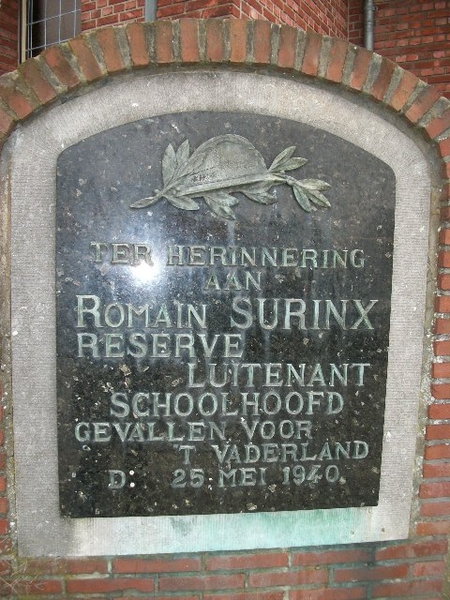 TER HERINNERING
AAN
ROMAIN SURINX
RESERVE
LUITENANT
SCHOOLHOOFD
GEVALLEN VOOR
'T VADERLAND
D. 25 MEI 1940.